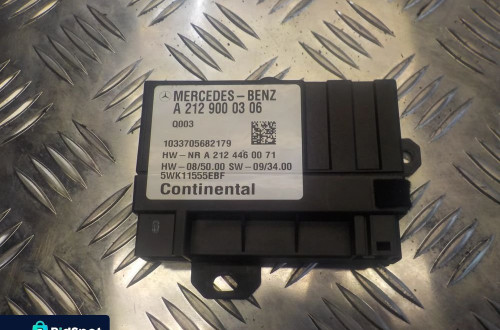 MERCEDES-BENZ
A 212 900 03 06
Q003
1033705682179
HW-NR A 212 446 00 71
HW-08/50.00 SW-09/34.00
5WK11555EBF
Continental
BidSpot